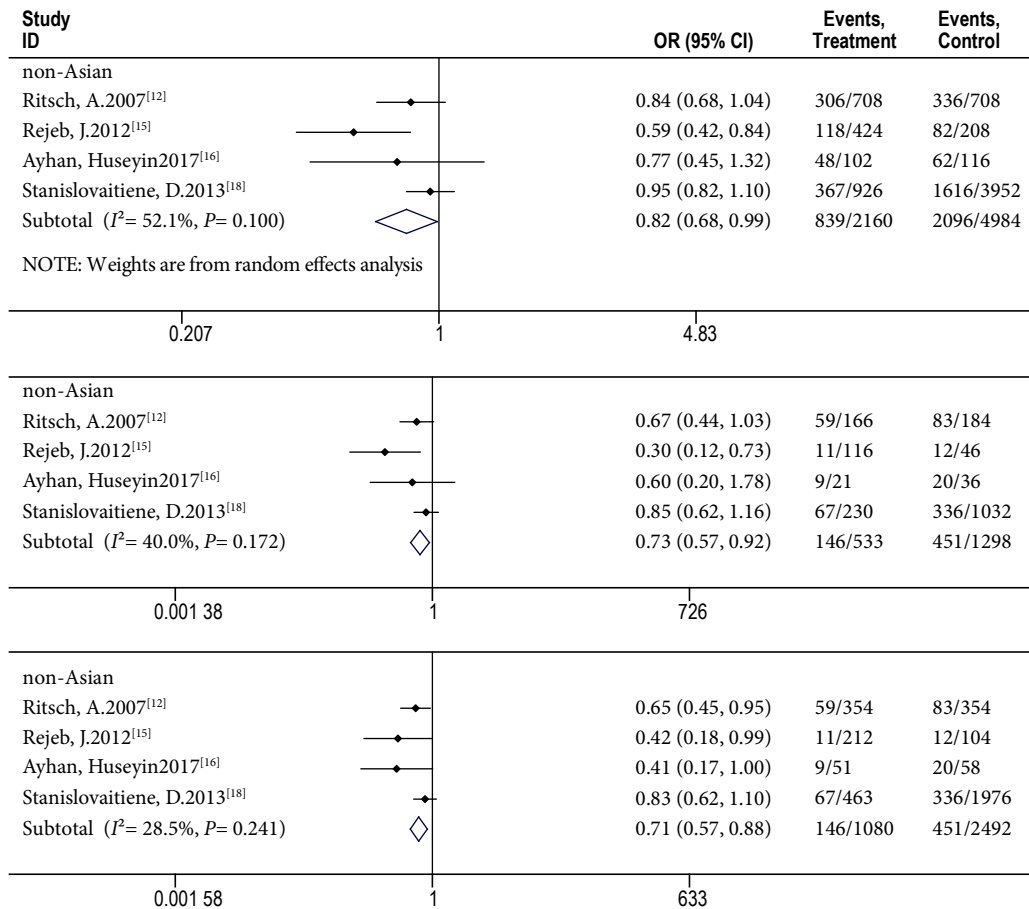 Study Events, Events,
ID OR (95% CI) Treatment Control
non-Asian
Ritsch, A.2007[12] 0.84 (0.68, 1.04) 306/708 336/708
Rejeb, J.2012[15] 0.59 (0.42, 0.84) 118/424 82/208
Ayhan, Huseyin2017[16] 0.77 (0.45, 1.32) 48/102 62/116
Stanislovaitiene, D.2013[18] 0.95 (0.82, 1.10) 367/926 1616/3952
Subtotal (I²= 52.1%, P= 0.100) 0.82 (0.68, 0.99) 839/2160 2096/4984
NOTE: Weights are from random effects analysis
0.207 1 4.83
non-Asian
Ritsch, A.2007[12] 0.67 (0.44, 1.03) 59/166 83/184
Rejeb, J.2012[15] 0.30 (0.12, 0.73) 11/116 12/46
Ayhan, Huseyin2017[16] 0.60 (0.20, 1.78) 9/21 20/36
Stanislovaitiene, D.2013[18] 0.85 (0.62, 1.16) 67/230 336/1032
Subtotal (I²= 40.0%, P= 0.172) 0.73 (0.57, 0.92) 146/533 451/1298
0.001 38 1 726
non-Asian
Ritsch, A.2007[12] 0.65 (0.45, 0.95) 59/354 83/354
Rejeb, J.2012[15] 0.42 (0.18, 0.99) 11/212 12/104
Ayhan, Huseyin2017[16] 0.41 (0.17, 1.00) 9/51 20/58
Stanislovaitiene, D.2013[18] 0.83 (0.62, 1.10) 67/463 336/1976
Subtotal (I²= 28.5%, P= 0.241) 0.71 (0.57, 0.88) 146/1080 451/2492
0.001 58 1 633